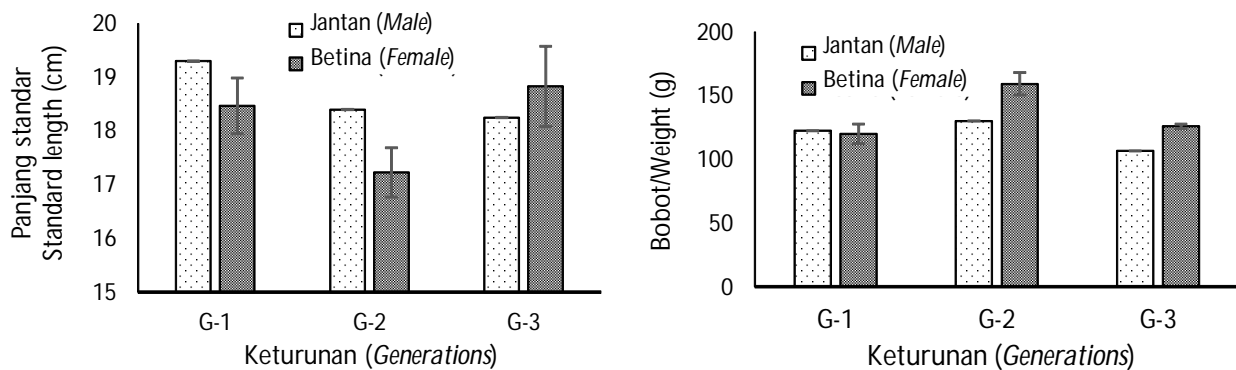 Panjang standar
Standard length (cm)
20
19
18
17
16
15
Jantan (Male)
Betina (Female)
G-1
G-2
G-3
Keturunan (Generations)
Bobot/Weight (g)
200
150
100
50
0
Jantan (Male)
Betina (Female)
G-1
G-2
G-3
Keturunan (Generations)